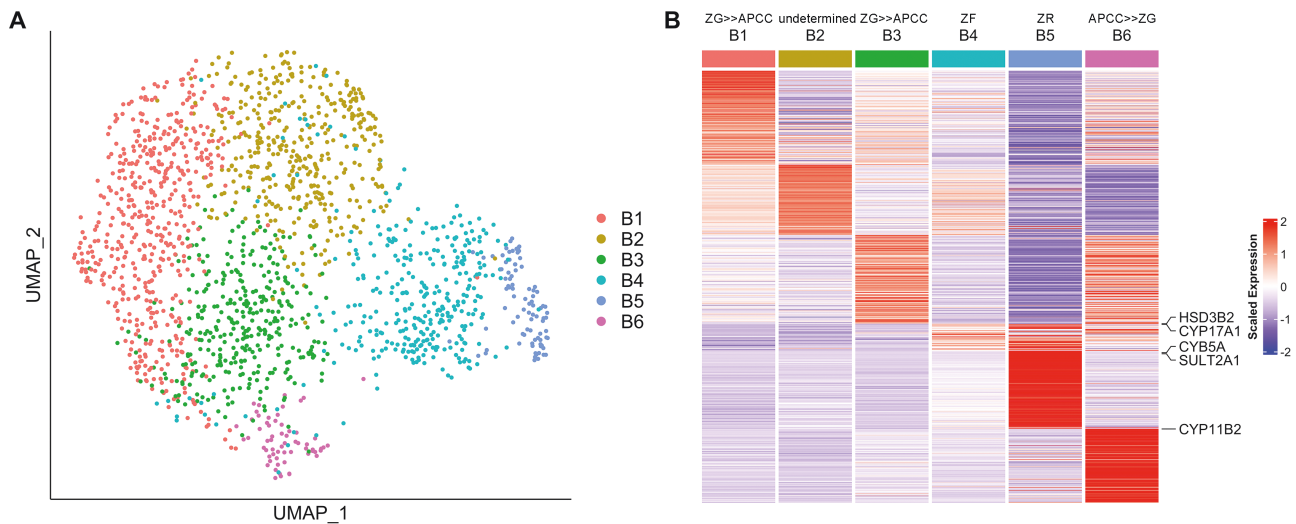 A
UMAP_2
UMAP_1
B1
B2
B3
B4
B5
B6
B
ZG>>APCC undetermined ZG>>APCC ZF ZR APCC>>ZG
B1 B2 B3 B4 B5 B6
HSD3B2
CYP17A1
CYB5A
SULT2A1
CYP11B2
Scaled Expression
2
1
0
-1
-2